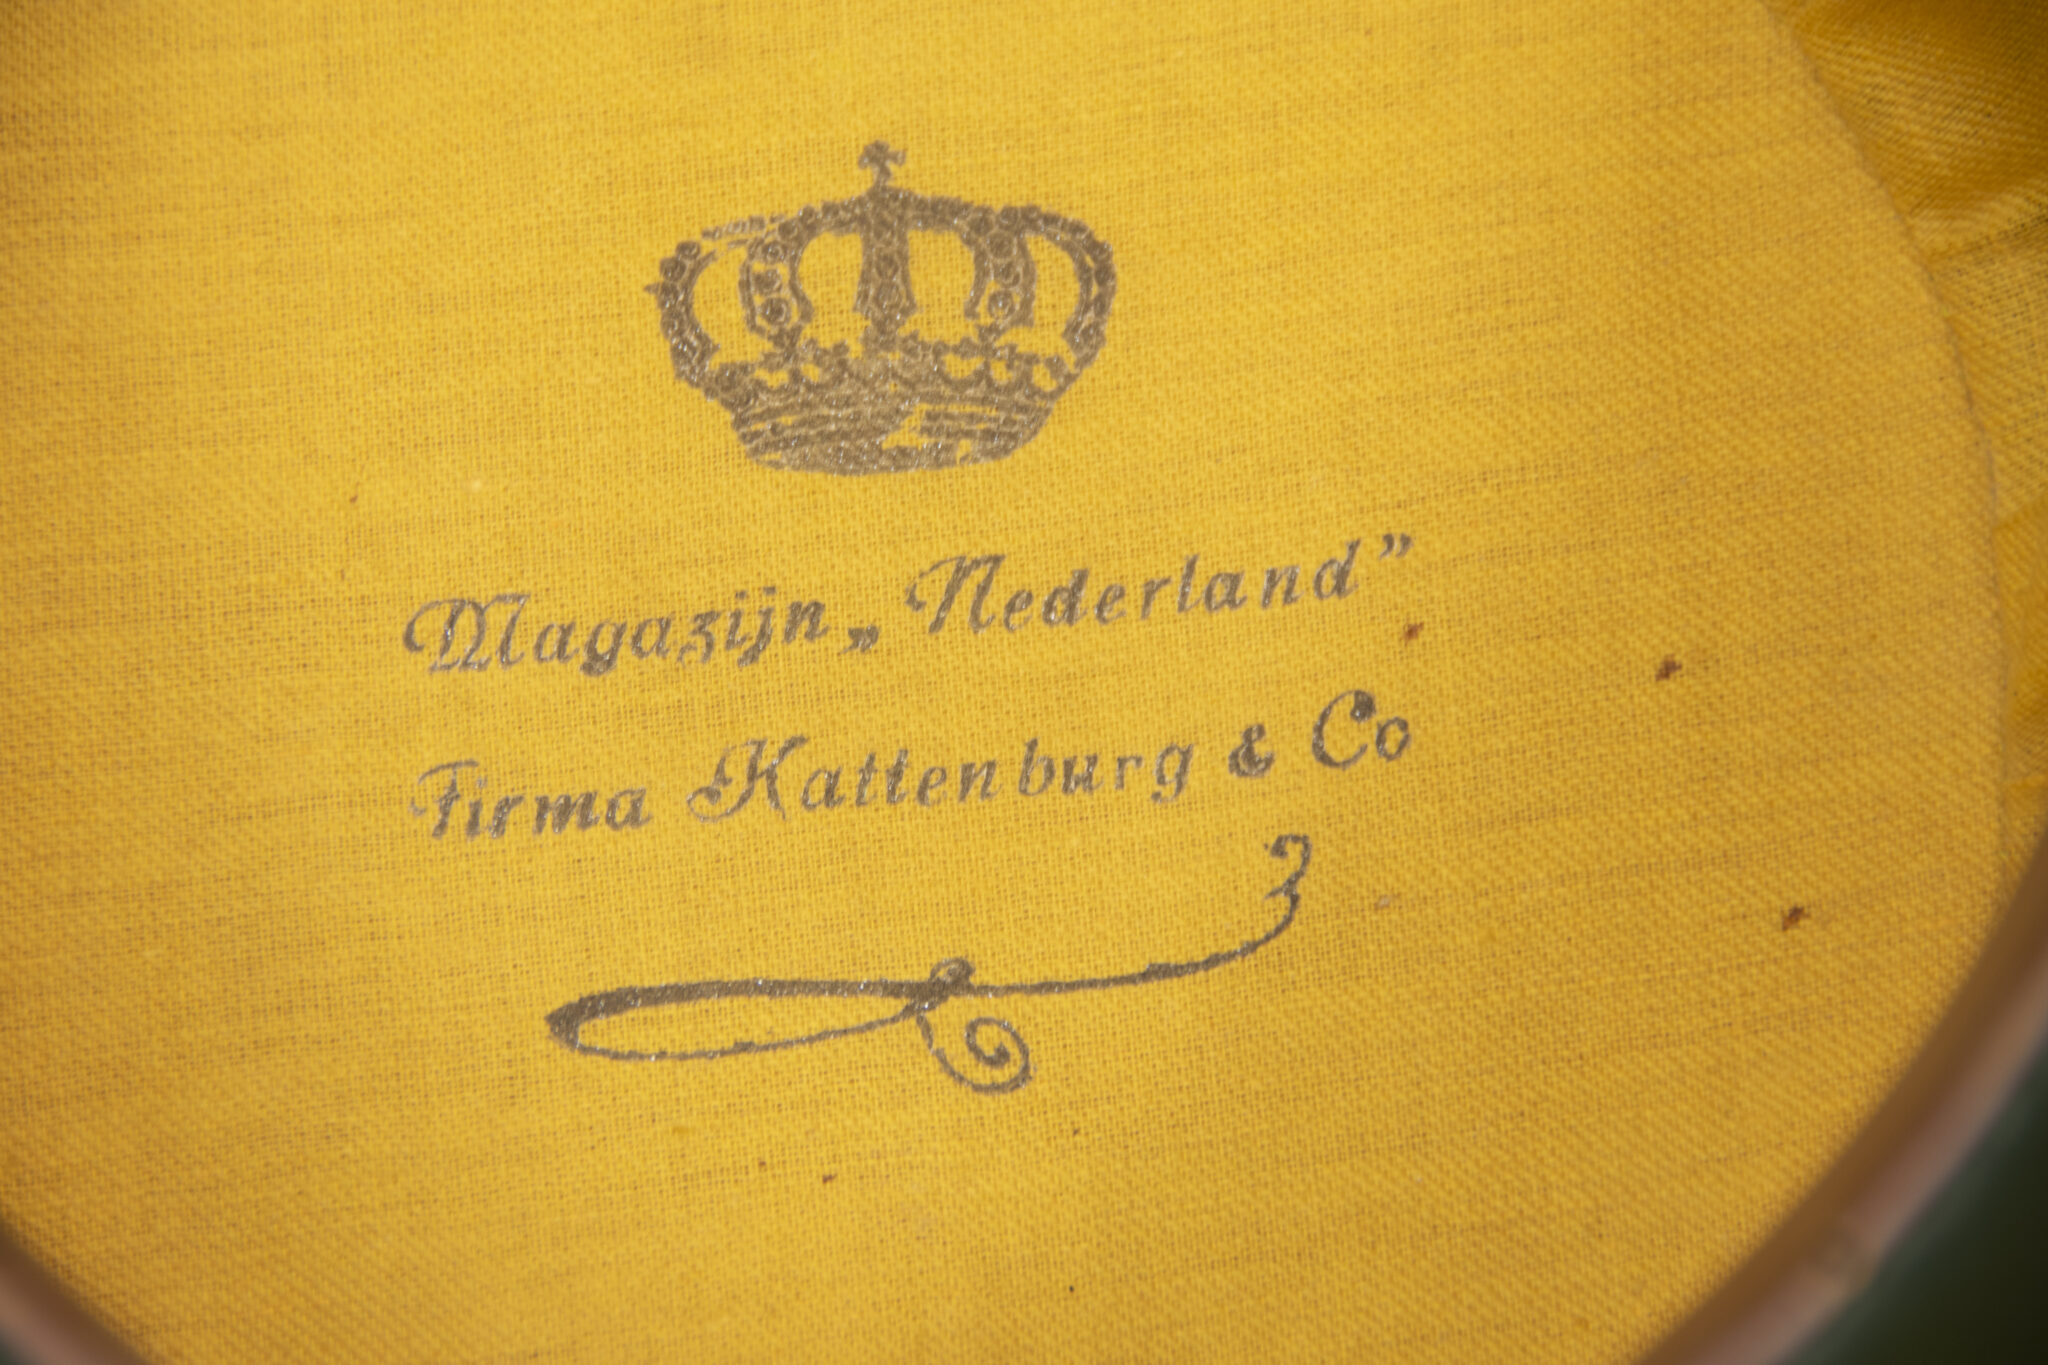 Magazijn „Nederland”
Firma Kattenburg & Co